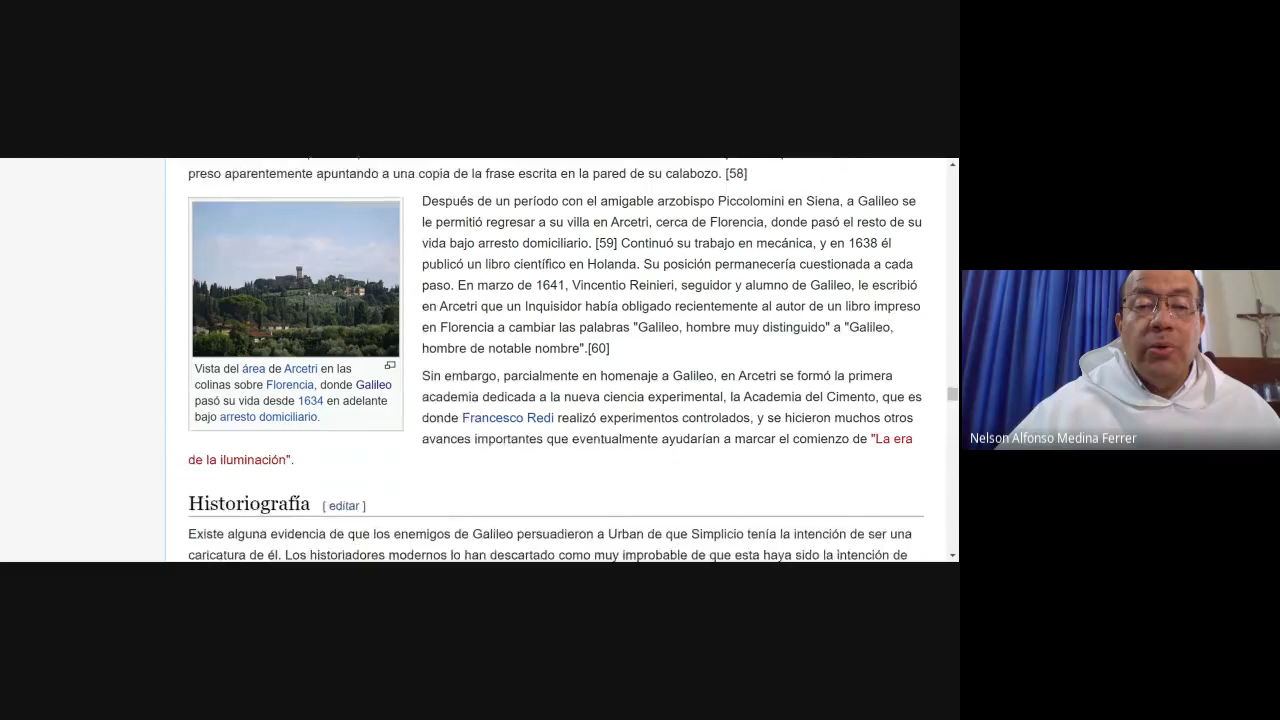 preso aparentemente apuntando a una copia de la frase escrita en la pared de su calabozo. [58]
Después de un período con el amigable arzobispo Piccolomini en Siena, a Galileo se
le permitió regresar a su villa en Arcetri, cerca de Florencia, donde pasó el resto de su
vida bajo arresto domiciliario. [59] Continuó su trabajo en mecánica, y en 1638 él
publicó un libro científico en Holanda. Su posición permanecería cuestionada a cada
paso. En marzo de 1641, Vincentio Reinieri, seguidor y alumno de Galileo, le escribió
en Arcetri que un Inquisidor había obligado recientemente al autor de un libro impreso
en Florencia a cambiar las palabras "Galileo, hombre muy distinguido" a "Galileo,
hombre de notable nombre".[60]
Vista del área de Arcetri en las
colinas sobre Florencia, donde Galileo
pasó su vida desde 1634 en adelante
bajo arresto domiciliario.
Sin embargo, parcialmente en homenaje a Galileo, en Arcetri se formó la primera
academia dedicada a la nueva ciencia experimental, la Academia del Cimento, que es
donde Francesco Redi realizó experimentos controlados, y se hicieron muchos otros
avances importantes que eventualmente ayudarían a marcar el comienzo de "La era
de la iluminación".
Historiografía [ editar ]
Existe alguna evidencia de que los enemigos de Galileo persuadieron a Urban de que Simplicio tenía la intención de ser una
caricatura de él. Los historiadores modernos lo han descartado como muy improbable de que esta haya sido la intención de
Nelson Alfonso Medina Ferrer